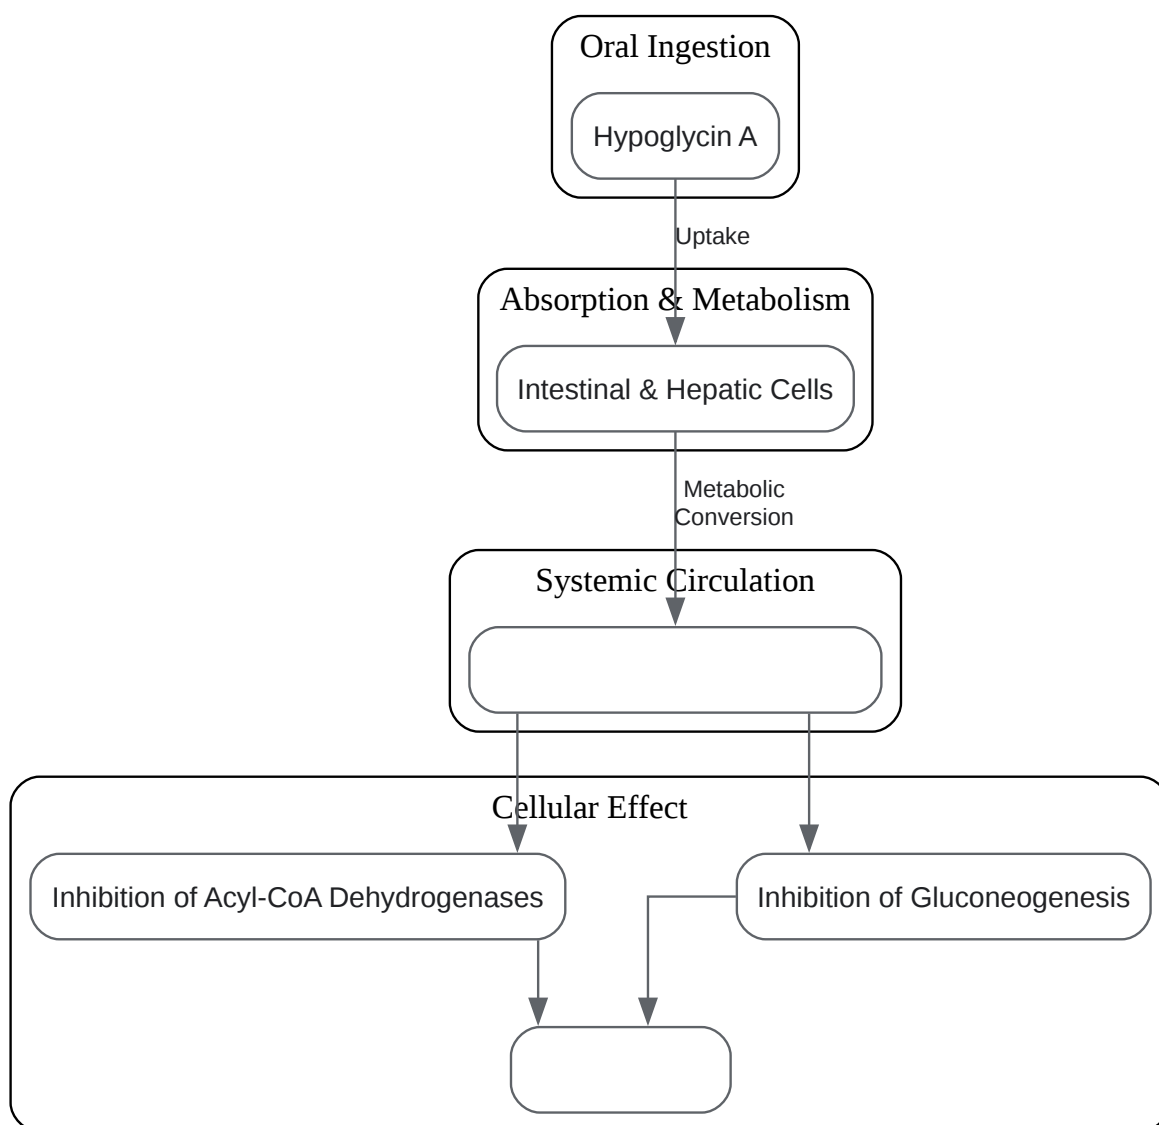 Oral Ingestion
Hypoglycin A
Uptake
Absorption & Metabolism
Intestinal & Hepatic Cells
Metabolic
Conversion
Systemic Circulation
Cellular Effect
Inhibition of Acyl-CoA Dehydrogenases
Inhibition of Gluconeogenesis